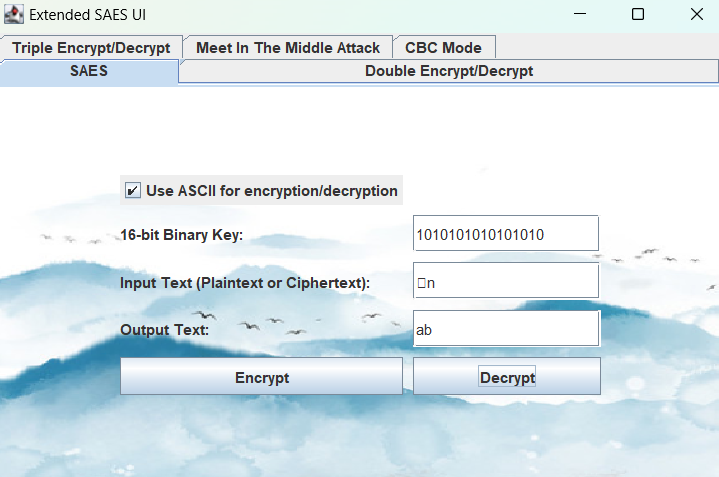 Extended SAES UI
Triple Encrypt/Decrypt Meet In The Middle Attack CBC Mode
SAES Double Encrypt/Decrypt
Use ASCII for encryption/decryption
16-bit Binary Key: 1010101010101010
Input Text (Plaintext or Ciphertext): □n
Output Text: ab
Encrypt Decrypt